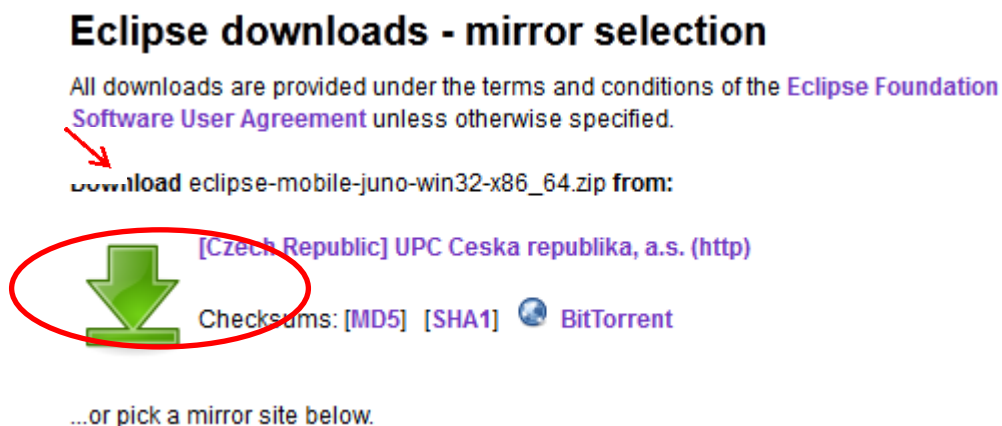 Eclipse downloads - mirror selection
All downloads are provided under the terms and conditions of the Eclipse Foundation
Software User Agreement unless otherwise specified.
Download eclipse-mobile-juno-win32-x86_64.zip from:
[Czech Republic] UPC Ceska republika, a.s. (http)
Checksums: [MD5] [SHA1] BitTorrent
...or pick a mirror site below.